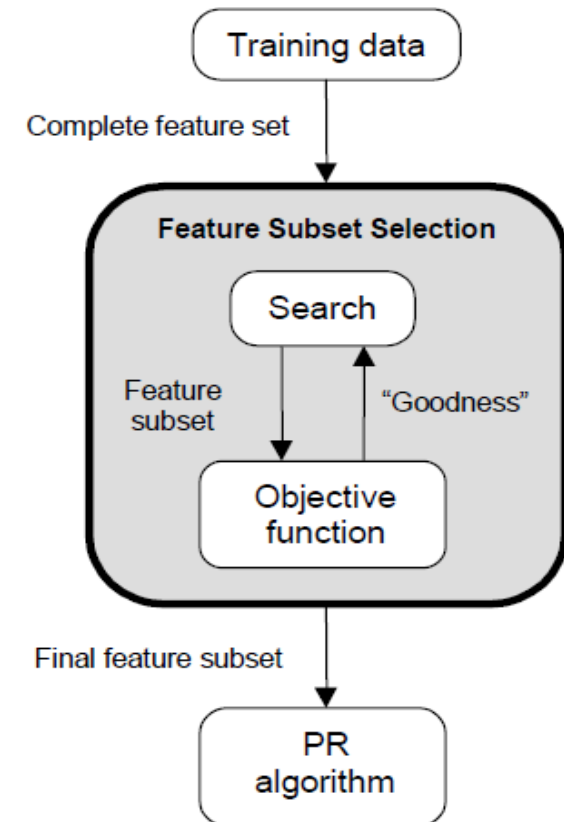 Training data
Complete feature set
Feature Subset Selection
Search
Feature
subset
“Goodness”
Objective
function
Final feature subset
PR
algorithm